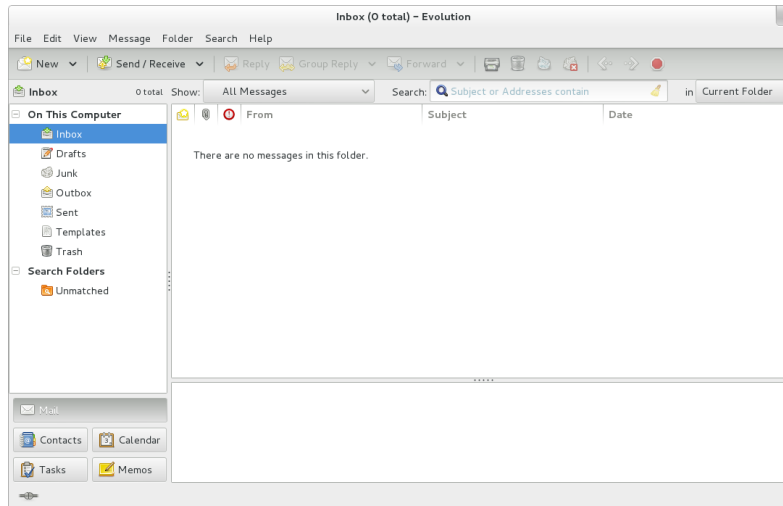 Inbox (0 total) – Evolution
File Edit View Message Folder Search Help
New Send / Receive Reply Group Reply Forward
Inbox 0 total Show: All Messages Search: Subject or Addresses contain in Current Folder
On This Computer From Subject Date
Inbox
There are no messages in this folder.
Drafts
Junk
Outbox
Sent
Templates
Trash
Search Folders
Unmatched
Mail
Contacts Calendar
Tasks Memos